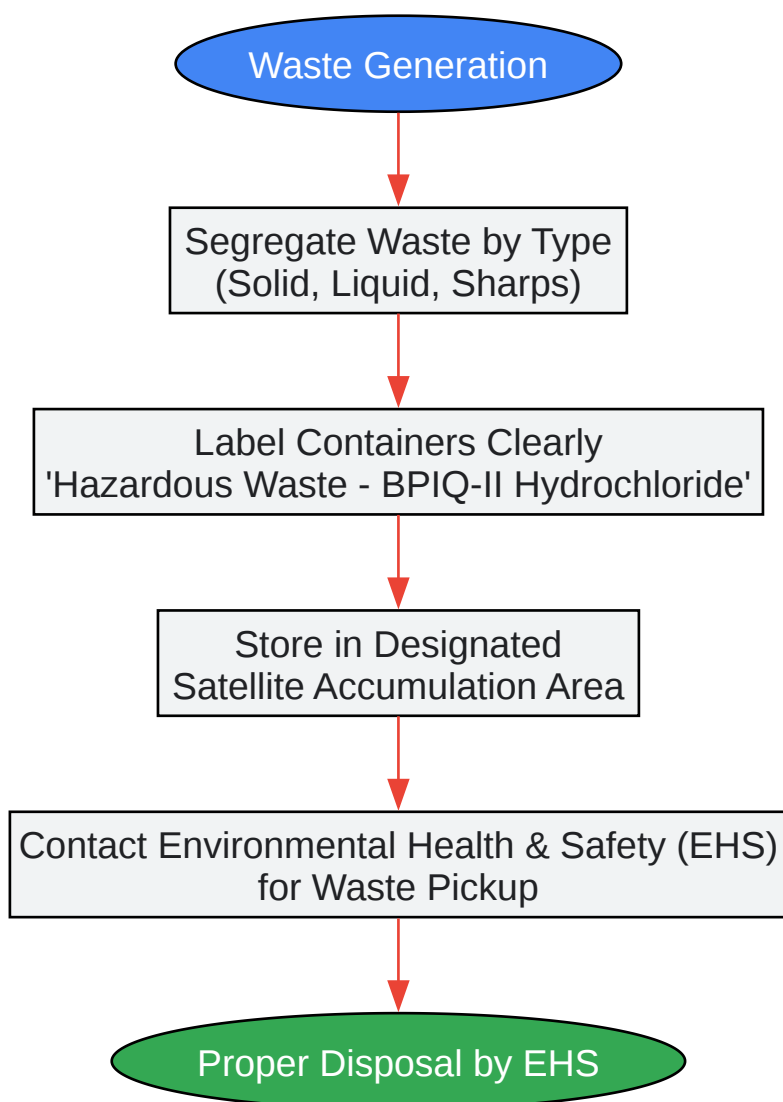 Waste Generation
Segregate Waste by Type
(Solid, Liquid, Sharps)
Label Containers Clearly
'Hazardous Waste - BPIQ-II Hydrochloride'
Store in Designated
Satellite Accumulation Area
Contact Environmental Health & Safety (EHS)
for Waste Pickup
Proper Disposal by EHS